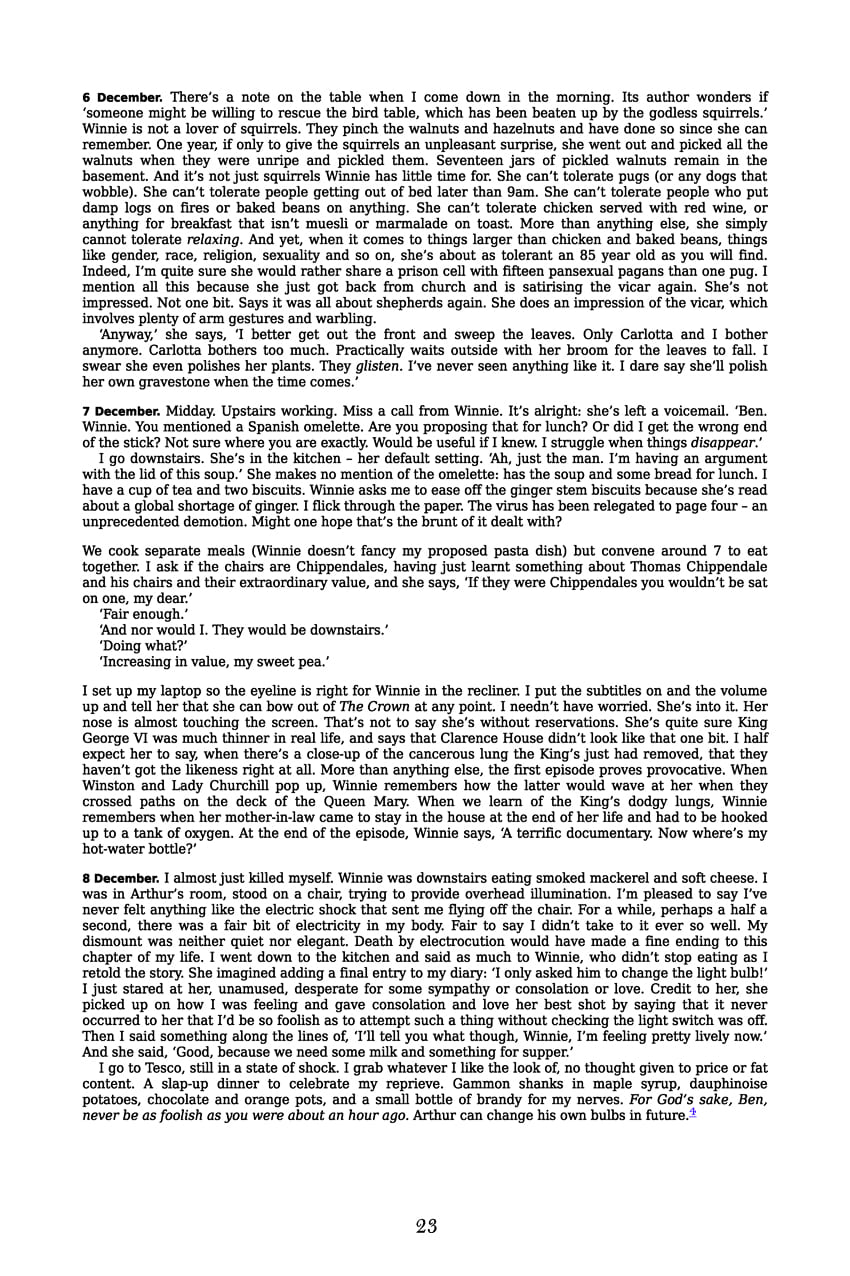 6 December. There’s a note on the table when I come down in the morning. Its author wonders if
‘someone might be willing to rescue the bird table, which has been beaten up by the godless squirrels.’
Winnie is not a lover of squirrels. They pinch the walnuts and hazelnuts and have done so since she can
remember. One year, if only to give the squirrels an unpleasant surprise, she went out and picked all the
walnuts when they were unripe and pickled them. Seventeen jars of pickled walnuts remain in the
basement. And it’s not just squirrels Winnie has little time for. She can’t tolerate pugs (or any dogs that
wobble). She can’t tolerate people getting out of bed later than 9am. She can’t tolerate people who put
damp logs on fires or baked beans on anything. She can’t tolerate chicken served with red wine, or
anything for breakfast that isn’t muesli or marmalade on toast. More than anything else, she simply
cannot tolerate relaxing. And yet, when it comes to things larger than chicken and baked beans, things
like gender, race, religion, sexuality and so on, she’s about as tolerant an 85 year old as you will find.
Indeed, I’m quite sure she would rather share a prison cell with fifteen pansexual pagans than one pug. I
mention all this because she just got back from church and is satirising the vicar again. She’s not
impressed. Not one bit. Says it was all about shepherds again. She does an impression of the vicar, which
involves plenty of arm gestures and warbling.
‘Anyway,’ she says, ‘I better get out the front and sweep the leaves. Only Carlotta and I bother
anymore. Carlotta bothers too much. Practically waits outside with her broom for the leaves to fall. I
swear she even polishes her plants. They glisten. I’ve never seen anything like it. I dare say she’ll polish
her own gravestone when the time comes.’
7 December. Midday. Upstairs working. Miss a call from Winnie. It’s alright: she’s left a voicemail. ‘Ben.
Winnie. You mentioned a Spanish omelette. Are you proposing that for lunch? Or did I get the wrong end
of the stick? Not sure where you are exactly. Would be useful if I knew. I struggle when things disappear.’
I go downstairs. She’s in the kitchen – her default setting. ‘Ah, just the man. I’m having an argument
with the lid of this soup.’ She makes no mention of the omelette: has the soup and some bread for lunch. I
have a cup of tea and two biscuits. Winnie asks me to ease off the ginger stem biscuits because she’s read
about a global shortage of ginger. I flick through the paper. The virus has been relegated to page four – an
unprecedented demotion. Might one hope that’s the brunt of it dealt with?
We cook separate meals (Winnie doesn’t fancy my proposed pasta dish) but convene around 7 to eat
together. I ask if the chairs are Chippendales, having just learnt something about Thomas Chippendale
and his chairs and their extraordinary value, and she says, ‘If they were Chippendales you wouldn’t be sat
on one, my dear.’
‘Fair enough.’
‘And nor would I. They would be downstairs.’
‘Doing what?’
‘Increasing in value, my sweet pea.’
I set up my laptop so the eyeline is right for Winnie in the recliner. I put the subtitles on and the volume
up and tell her that she can bow out of The Crown at any point. I needn’t have worried. She’s into it. Her
nose is almost touching the screen. That’s not to say she’s without reservations. She’s quite sure King
George VI was much thinner in real life, and says that Clarence House didn’t look like that one bit. I half
expect her to say, when there’s a close-up of the cancerous lung the King’s just had removed, that they
haven’t got the likeness right at all. More than anything else, the first episode proves provocative. When
Winston and Lady Churchill pop up, Winnie remembers how the latter would wave at her when they
crossed paths on the deck of the Queen Mary. When we learn of the King’s dodgy lungs, Winnie
remembers when her mother-in-law came to stay in the house at the end of her life and had to be hooked
up to a tank of oxygen. At the end of the episode, Winnie says, ‘A terrific documentary. Now where’s my
hot-water bottle?’
8 December. I almost just killed myself. Winnie was downstairs eating smoked mackerel and soft cheese. I
was in Arthur’s room, stood on a chair, trying to provide overhead illumination. I’m pleased to say I’ve
never felt anything like the electric shock that sent me flying off the chair. For a while, perhaps a half a
second, there was a fair bit of electricity in my body. Fair to say I didn’t take to it ever so well. My
dismount was neither quiet nor elegant. Death by electrocution would have made a fine ending to this
chapter of my life. I went down to the kitchen and said as much to Winnie, who didn’t stop eating as I
retold the story. She imagined adding a final entry to my diary: ‘I only asked him to change the light bulb!’
I just stared at her, unamused, desperate for some sympathy or consolation or love. Credit to her, she
picked up on how I was feeling and gave consolation and love her best shot by saying that it never
occurred to her that I’d be so foolish as to attempt such a thing without checking the light switch was off.
Then I said something along the lines of, ‘I’ll tell you what though, Winnie, I’m feeling pretty lively now.’
And she said, ‘Good, because we need some milk and something for supper.’
I go to Tesco, still in a state of shock. I grab whatever I like the look of, no thought given to price or fat
content. A slap-up dinner to celebrate my reprieve. Gammon shanks in maple syrup, dauphinoise
potatoes, chocolate and orange pots, and a small bottle of brandy for my nerves. For God’s sake, Ben,
never be as foolish as you were about an hour ago. Arthur can change his own bulbs in future.4
23